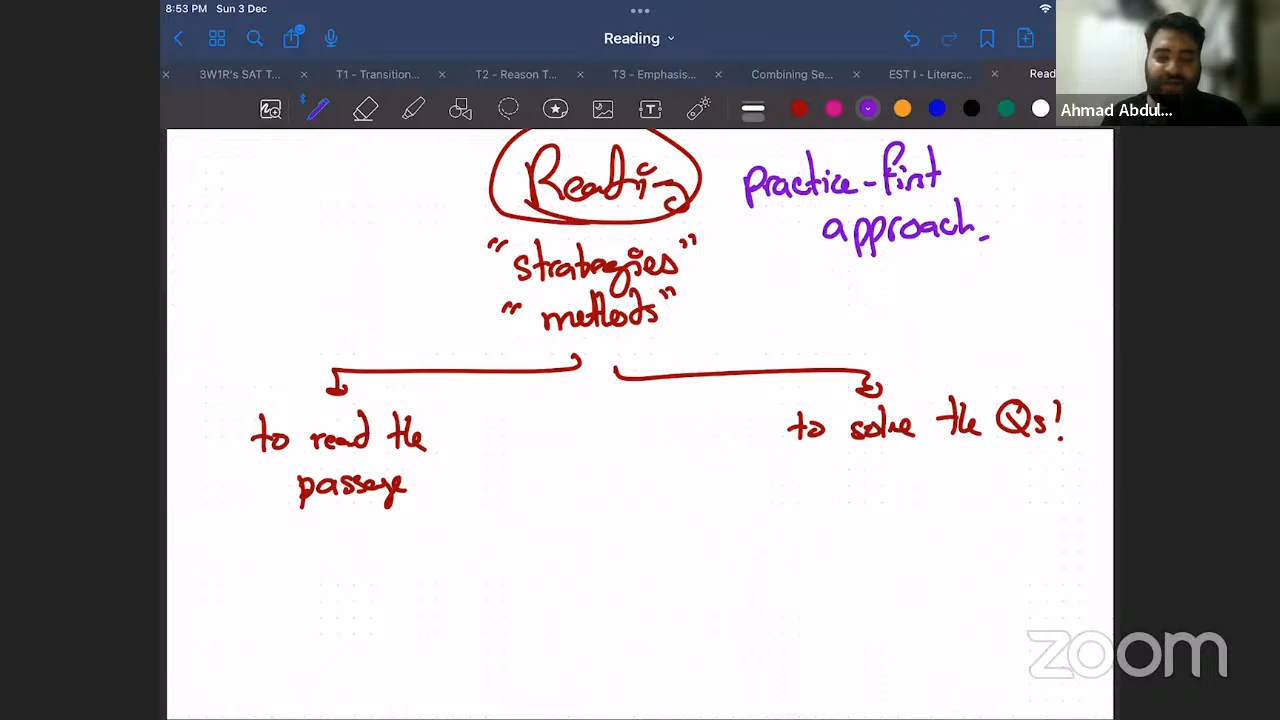 8:53 PM Sun 3 Dec
Reading
3W1R's SAT T...
T1 - Transition...
T2 - Reason T...
T3 - Emphasis...
Combining Se...
EST I - Literac...
Read
Ahmad Abdul...
Reading
practice-first
approach.
"strategies"
"methods"
to read the
passage
to solve the Qs!
zoom